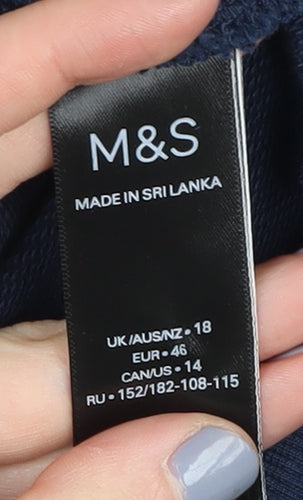 M&S
MADE IN SRI LANKA
UK/AUS/NZ • 18
EUR • 46
CAN/US • 14
RU • 152/182-108-115